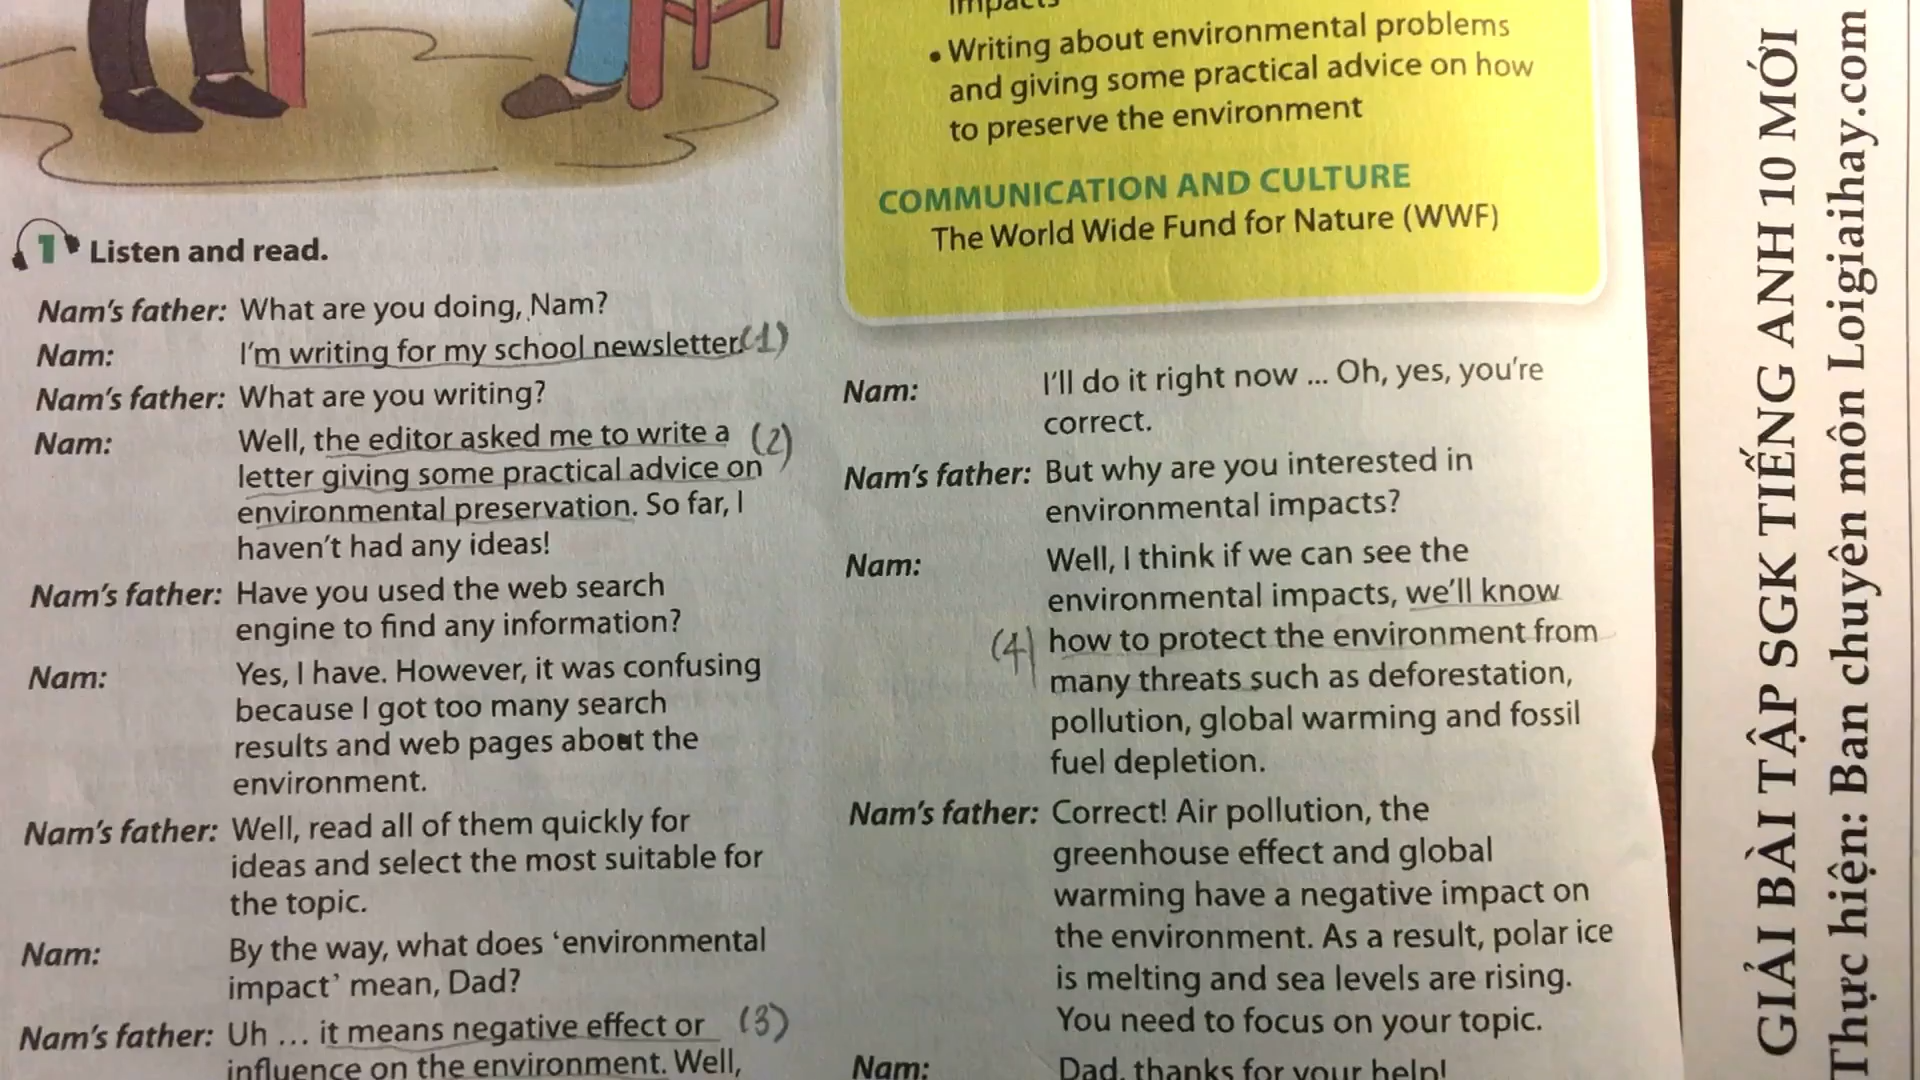 impacts
• Writing about environmental problems
and giving some practical advice on how
to preserve the environment
COMMUNICATION AND CULTURE
The World Wide Fund for Nature (WWF)
1 Listen and read.
Nam's father: What are you doing, Nam?
Nam: I'm writing for my school newsletter. (1)
Nam's father: What are you writing?
Nam: Well, the editor asked me to write a (2)
letter giving some practical advice on
environmental preservation. So far, I
haven't had any ideas!
Nam's father: Have you used the web search
engine to find any information?
Nam: Yes, I have. However, it was confusing
because I got too many search
results and web pages about the
environment.
Nam's father: Well, read all of them quickly for
ideas and select the most suitable for
the topic.
Nam: By the way, what does ‘environmental
impact’ mean, Dad?
Nam's father: Uh ... it means negative effect or (3)
influence on the environment. Well,
Nam: I'll do it right now ... Oh, yes, you're
correct.
Nam's father: But why are you interested in
environmental impacts?
Nam: Well, I think if we can see the
environmental impacts, we'll know
(4) how to protect the environment from
many threats such as deforestation,
pollution, global warming and fossil
fuel depletion.
Nam's father: Correct! Air pollution, the
greenhouse effect and global
warming have a negative impact on
the environment. As a result, polar ice
is melting and sea levels are rising.
You need to focus on your topic.
Nam: Dad, thanks for your help!
GIẢI BÀI TẬP SGK TIẾNG ANH 10 MỚI
Thực hiện: Ban chuyên môn Loigiaihay.com